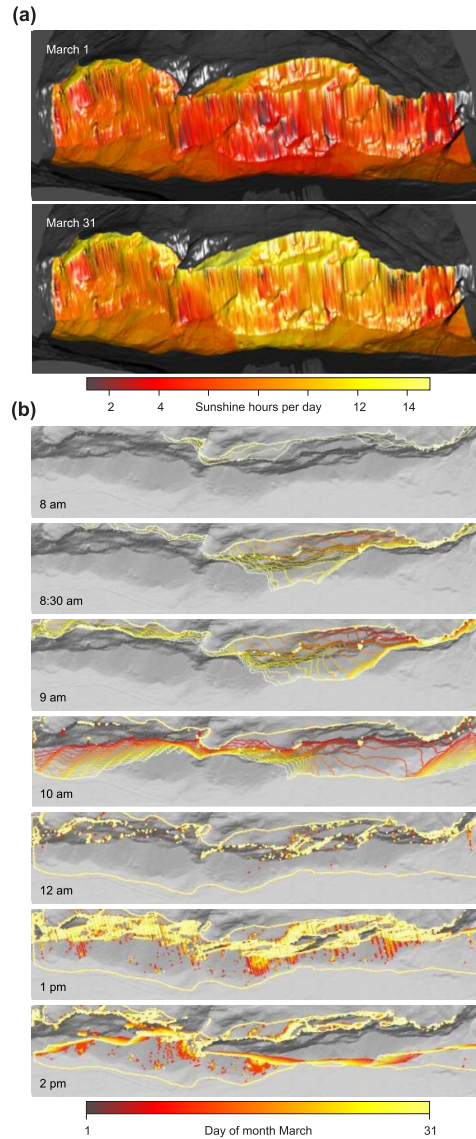 (a)
March 1
March 31
2 4 Sunshine hours per day 12 14
(b)
8 am
8:30 am
9 am
10 am
12 am
1 pm
2 pm
1 Day of month March 31